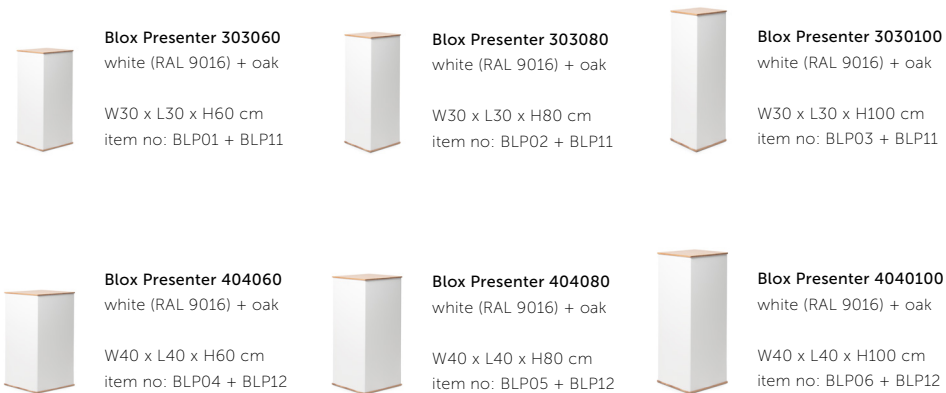 Blox Presenter 303060
white (RAL 9016) + oak
W30 x L30 x H60 cm
item no: BLP01 + BLP11
Blox Presenter 303080
white (RAL 9016) + oak
W30 x L30 x H80 cm
item no: BLP02 + BLP11
Blox Presenter 3030100
white (RAL 9016) + oak
W30 x L30 x H100 cm
item no: BLP03 + BLP11
Blox Presenter 404060
white (RAL 9016) + oak
W40 x L40 x H60 cm
item no: BLP04 + BLP12
Blox Presenter 404080
white (RAL 9016) + oak
W40 x L40 x H80 cm
item no: BLP05 + BLP12
Blox Presenter 4040100
white (RAL 9016) + oak
W40 x L40 x H100 cm
item no: BLP06 + BLP12